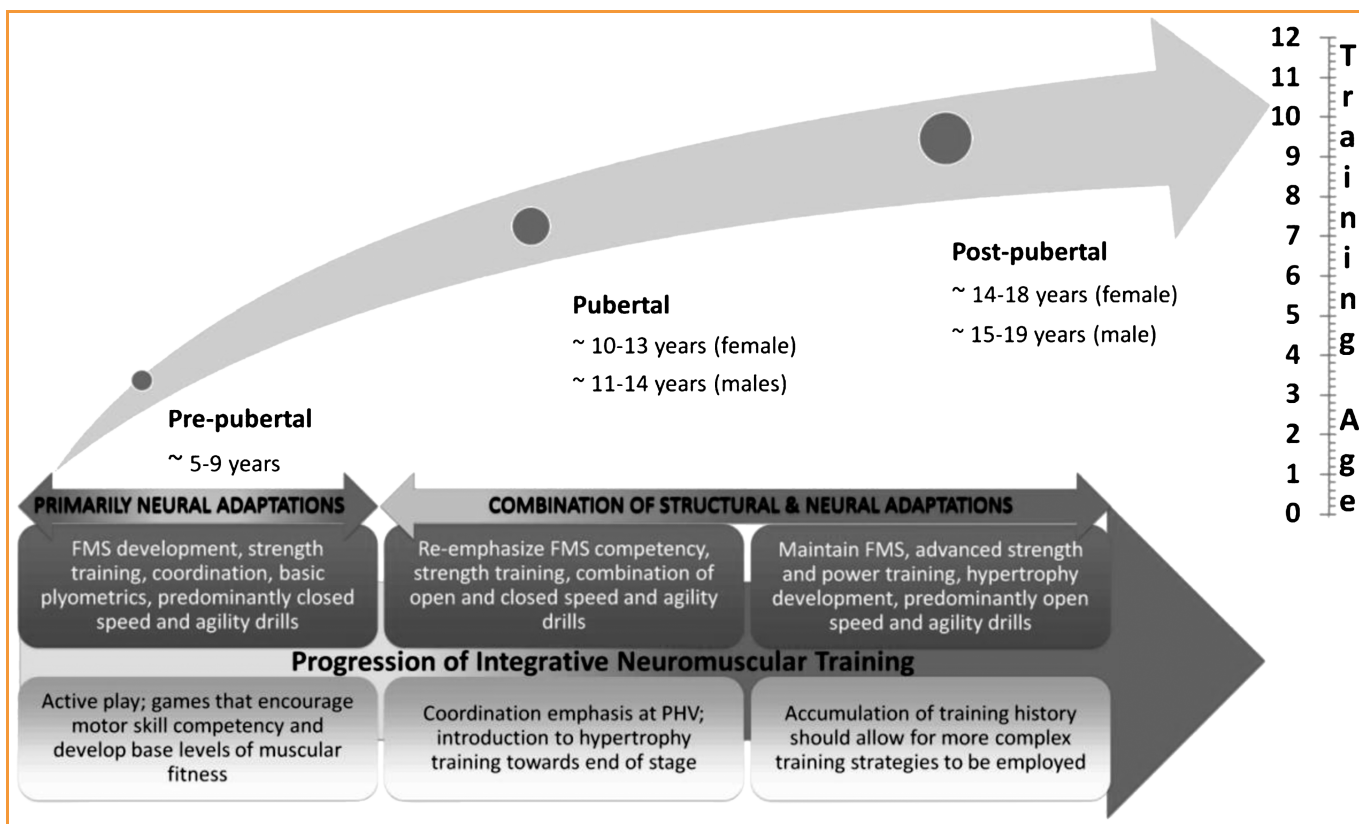 12
11
10
9
8
7
6
5
4
3
2
1
0
Training Age
Post-pubertal
~ 14-18 years (female)
~ 15-19 years (male)
Pubertal
~ 10-13 years (female)
~ 11-14 years (males)
Pre-pubertal
~ 5-9 years
PRIMARILY NEURAL ADAPTATIONS
COMBINATION OF STRUCTURAL & NEURAL ADAPTATIONS
FMS development, strength
training, coordination, basic
plyometrics, predominantly closed
speed and agility drills
Re-emphasize FMS competency,
strength training, combination of
open and closed speed and agility
drills
Maintain FMS, advanced strength
and power training, hypertrophy
development, predominantly open
speed and agility drills
Progression of Integrative Neuromuscular Training
Active play; games that encourage
motor skill competency and
develop base levels of muscular
fitness
Coordination emphasis at PHV;
introduction to hypertrophy
training towards end of stage
Accumulation of training history
should allow for more complex
training strategies to be employed